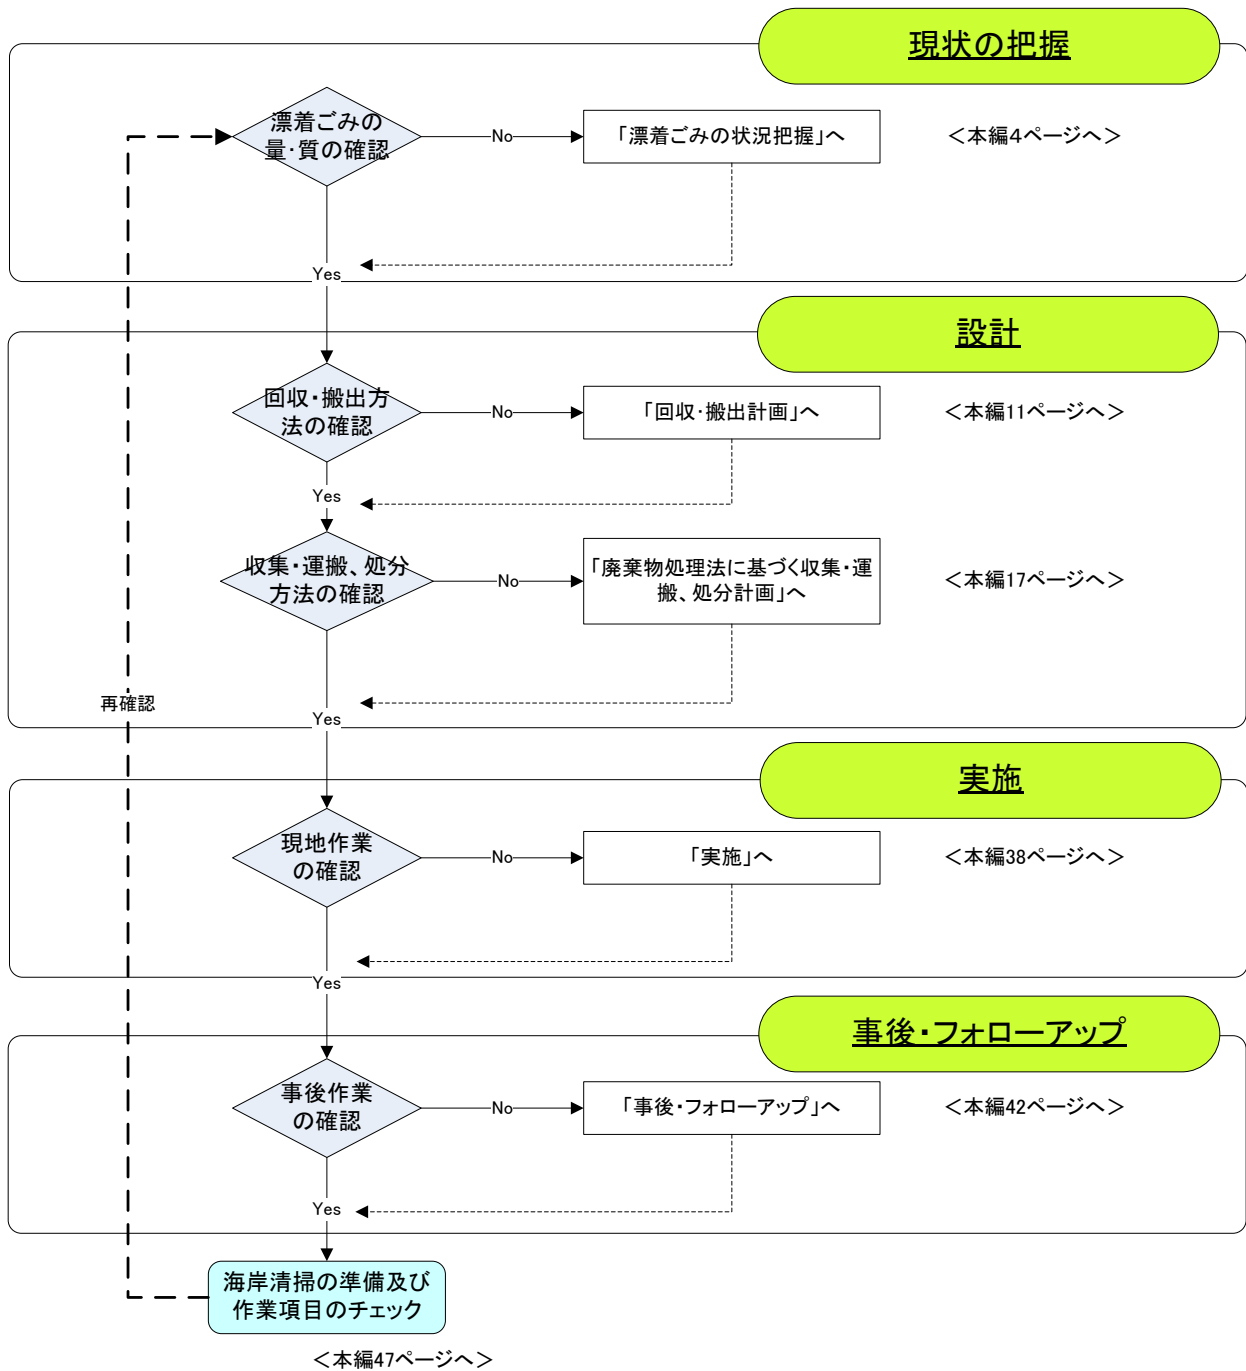 現状の把握
漂着ごみの
量・質の確認
No
「漂着ごみの状況把握」へ
＜本編4ページへ＞
Yes
設計
回収・搬出方
法の確認
No
「回収・搬出計画」へ
＜本編11ページへ＞
Yes
収集・運搬、処分
方法の確認
No
「廃棄物処理法に基づく収集・運
搬、処分計画」へ
＜本編17ページへ＞
再確認
Yes
実施
現地作業
の確認
No
「実施」へ
＜本編38ページへ＞
Yes
事後・フォローアップ
事後作業
の確認
No
「事後・フォローアップ」へ
＜本編42ページへ＞
Yes
海岸清掃の準備及び
作業項目のチェック
＜本編47ページへ＞